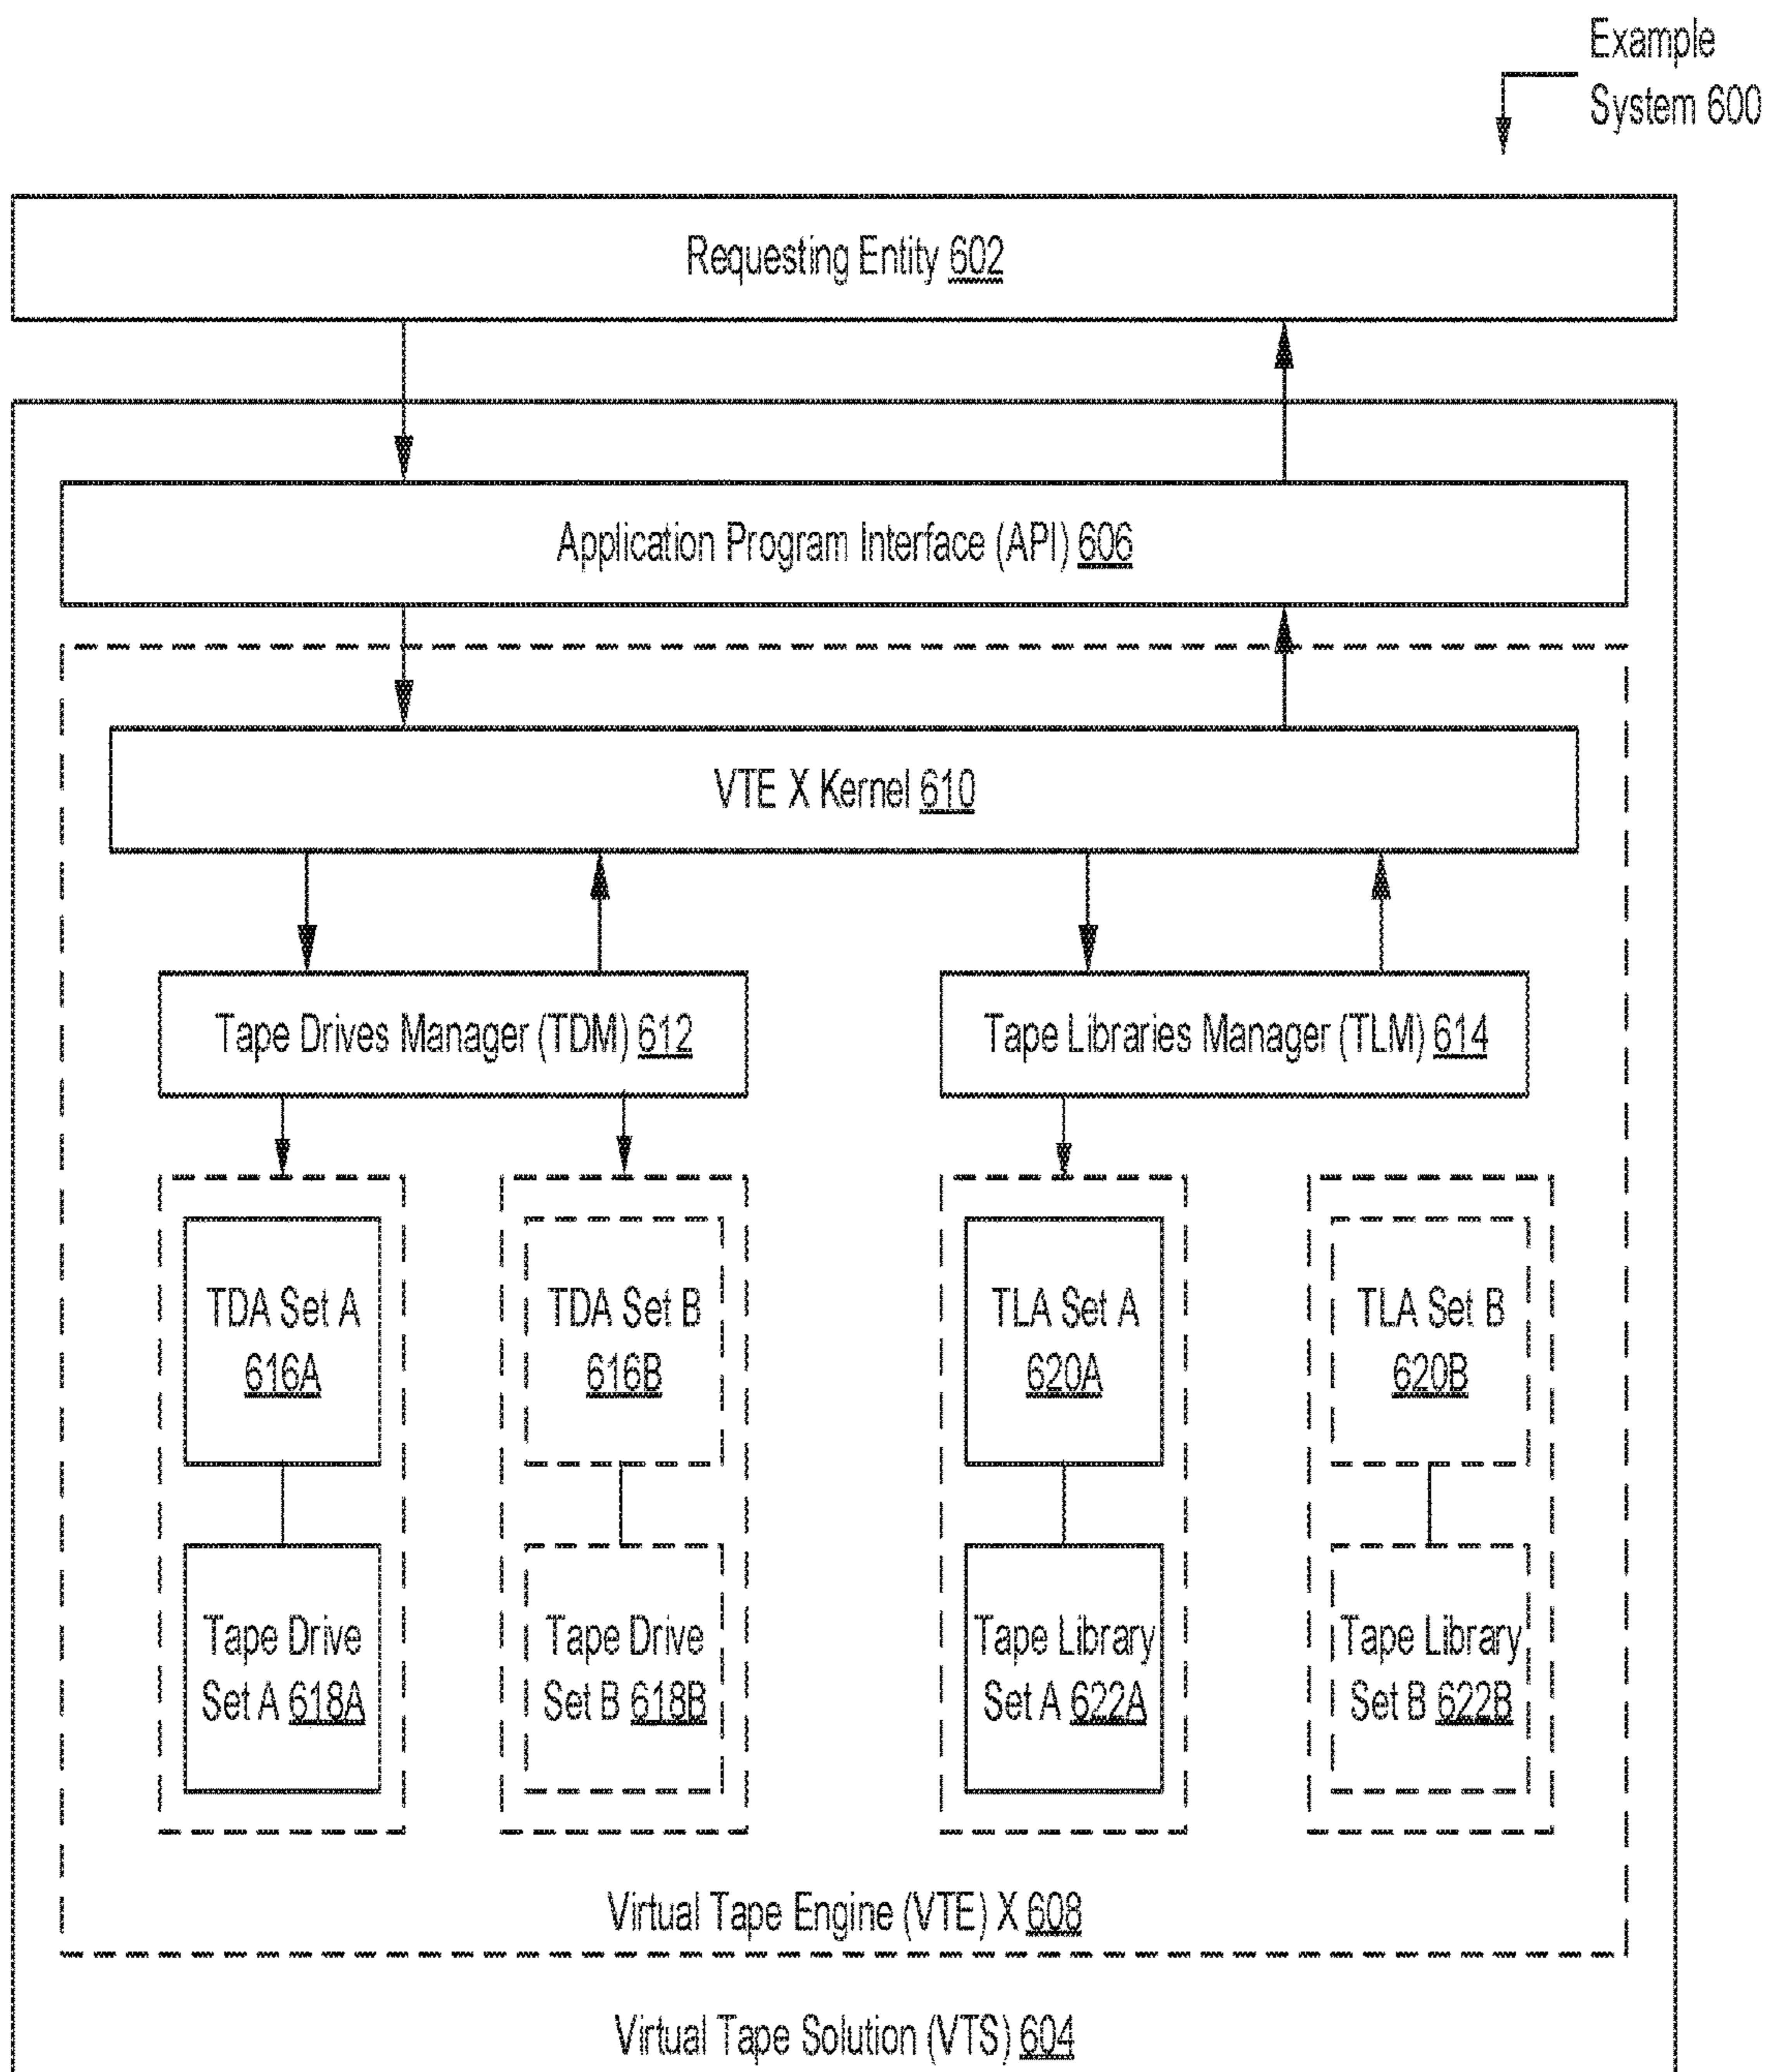 Example
System 600
Requesting Entity 602
Application Program Interface (API) 606
VTE X Kernel 610
Tape Drives Manager (TDM) 612
Tape Libraries Manager (TLM) 614
TDA Set A
616A
TDA Set B
616B
TLA Set A
620A
TLA Set B
620B
Tape Drive
Set A 618A
Tape Drive
Set B 618B
Tape Library
Set A 622A
Tape Library
Set B 622B
Virtual Tape Engine (VTE) X 608
Virtual Tape Solution (VTS) 604